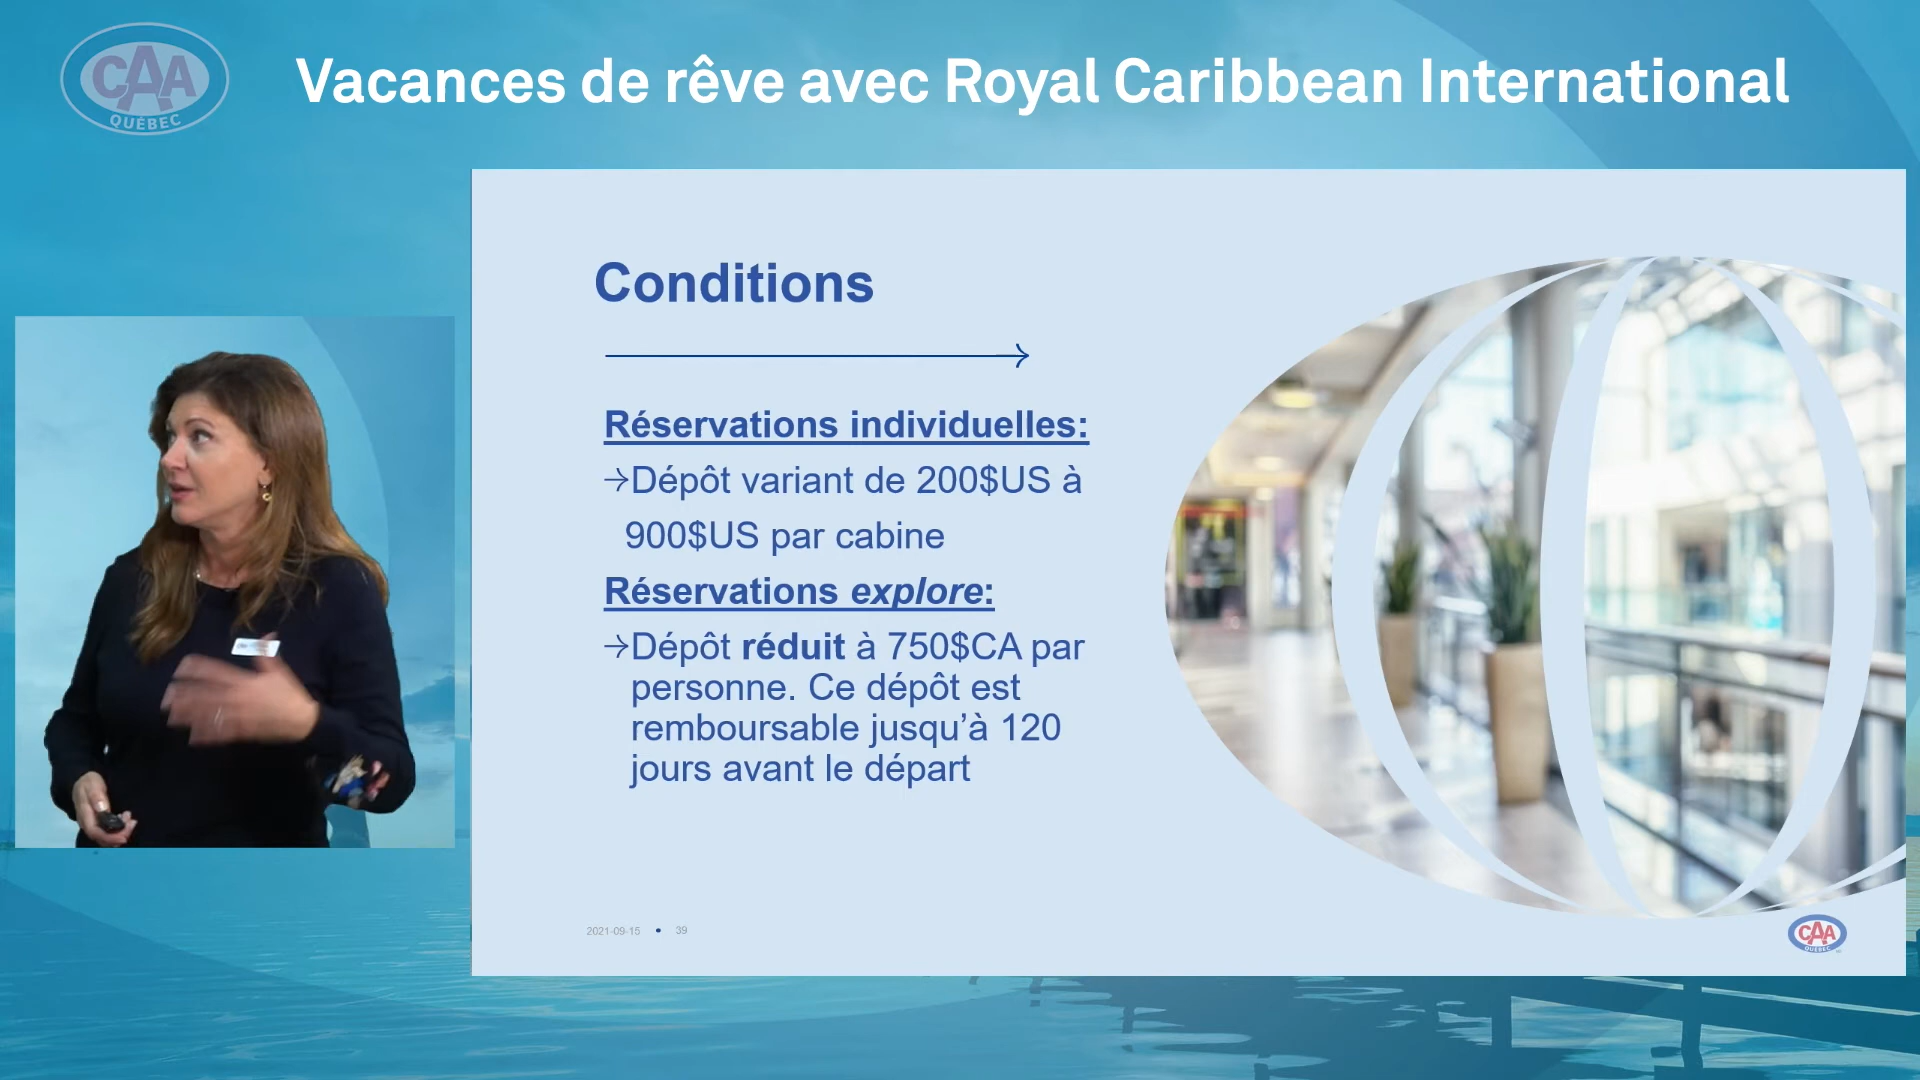 CAA
QUÉBEC
Vacances de rêve avec Royal Caribbean International
Conditions
Réservations individuelles:
→Dépôt variant de 200$US à
900$US par cabine
Réservations explore:
→Dépôt réduit à 750$CA par
personne. Ce dépôt est
remboursable jusqu’à 120
jours avant le départ
2021-09-15 • 39
CAA
QUÉBEC